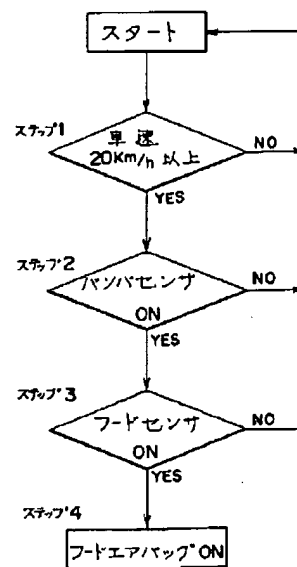 スタート
ステップ1
車速
20Km/h 以上
NO
YES
ステップ2
バンパセンサ
ON
NO
YES
ステップ3
フードセンサ
ON
NO
YES
ステップ4
フードエアバッグON